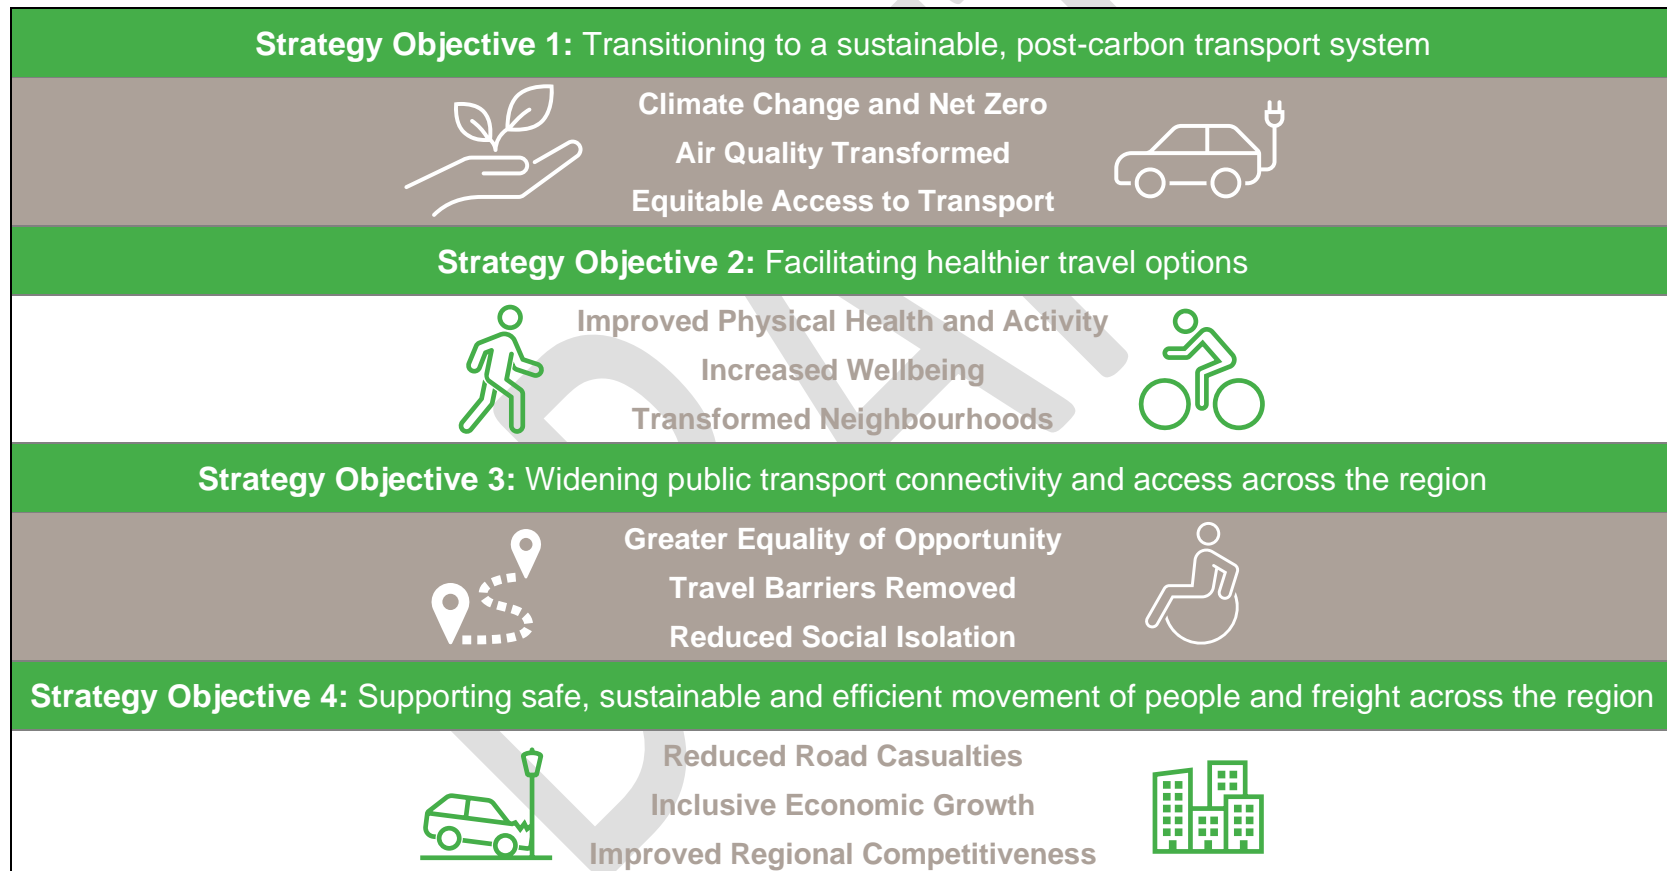 Strategy Objective 1: Transitioning to a sustainable, post-carbon transport system
Climate Change and Net Zero
Air Quality Transformed
Equitable Access to Transport
Strategy Objective 2: Facilitating healthier travel options
Improved Physical Health and Activity
Increased Wellbeing
Transformed Neighbourhoods
Strategy Objective 3: Widening public transport connectivity and access across the region
Greater Equality of Opportunity
Travel Barriers Removed
Reduced Social Isolation
Strategy Objective 4: Supporting safe, sustainable and efficient movement of people and freight across the region
Reduced Road Casualties
Inclusive Economic Growth
Improved Regional Competitiveness